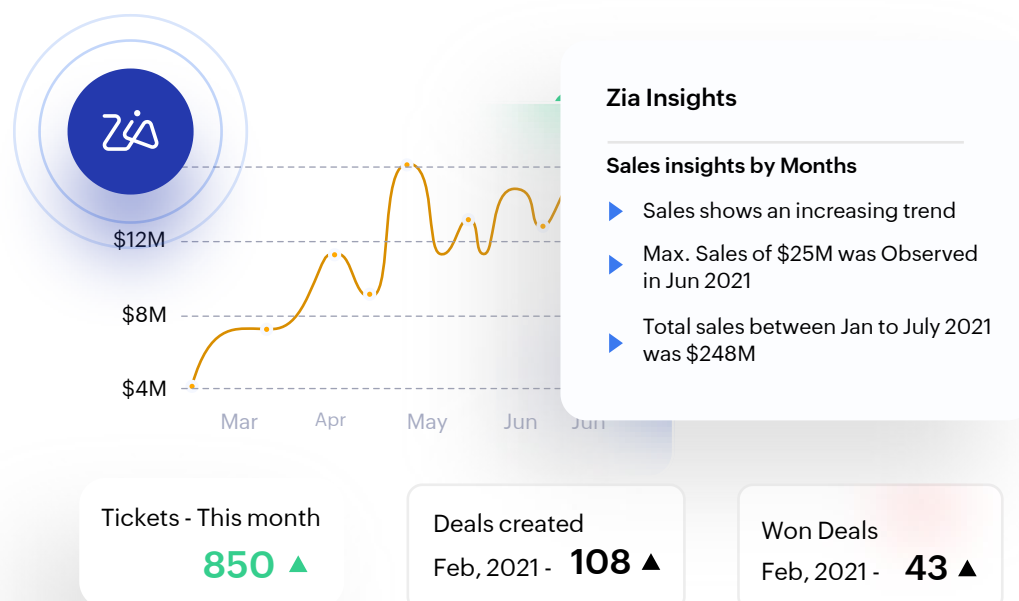 Zia
Zia Insights
Sales insights by Months
Sales shows an increasing trend
Max. Sales of $25M was Observed
in Jun 2021
Total sales between Jan to July 2021
was $248M
$12M
$8M
$4M
Mar
Apr
May
Jun
Jun
Tickets - This month
850
Deals created
Feb, 2021 - 108
Won Deals
Feb, 2021 - 43